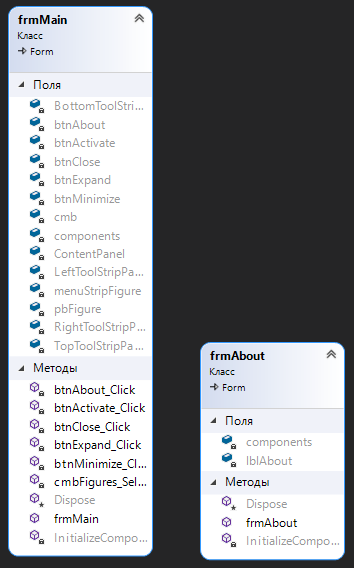 frmMain
Класс
Form
Поля
BottomToolStri...
btnAbout
btnActivate
btnClose
btnExpand
btnMinimize
cmb
components
ContentPanel
LeftToolStripPa...
menuStripFigure
pbFigure
RightToolStripP...
TopToolStripPa...
Методы
btnAbout_Click
btnActivate_Click
btnClose_Click
btnExpand_Click
btnMinimize_Cl...
cmbFigures_Sel...
Dispose
frmMain
InitializeCompo...
frmAbout
Класс
Form
Поля
components
lblAbout
Методы
Dispose
frmAbout
InitializeCompo...